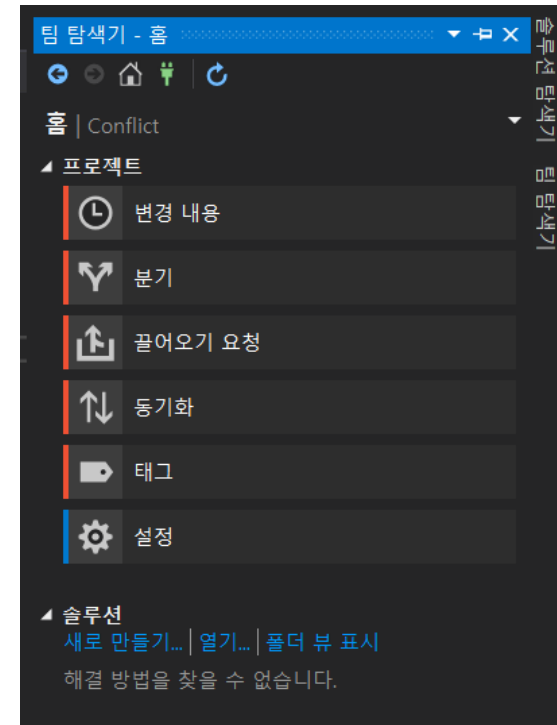 팀 탐색기 - 홈
홈 | Conflict
프로젝트
변경 내용
분기
끌어오기 요청
동기화
태그
설정
솔루션
새로 만들기... | 열기... | 폴더 뷰 표시
해결 방법을 찾을 수 없습니다.
솔루션 탐색기
팀 탐색기